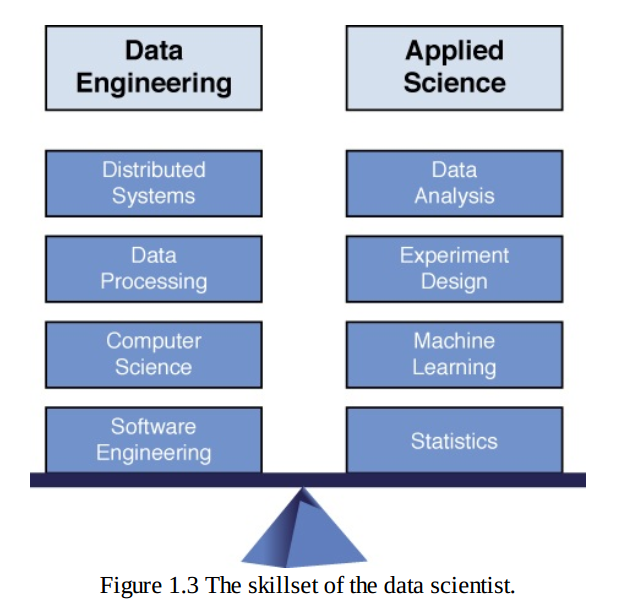 Data
Engineering
Applied
Science
Distributed
Systems
Data
Analysis
Data
Processing
Experiment
Design
Computer
Science
Machine
Learning
Software
Engineering
Statistics
Figure 1.3 The skillset of the data scientist.